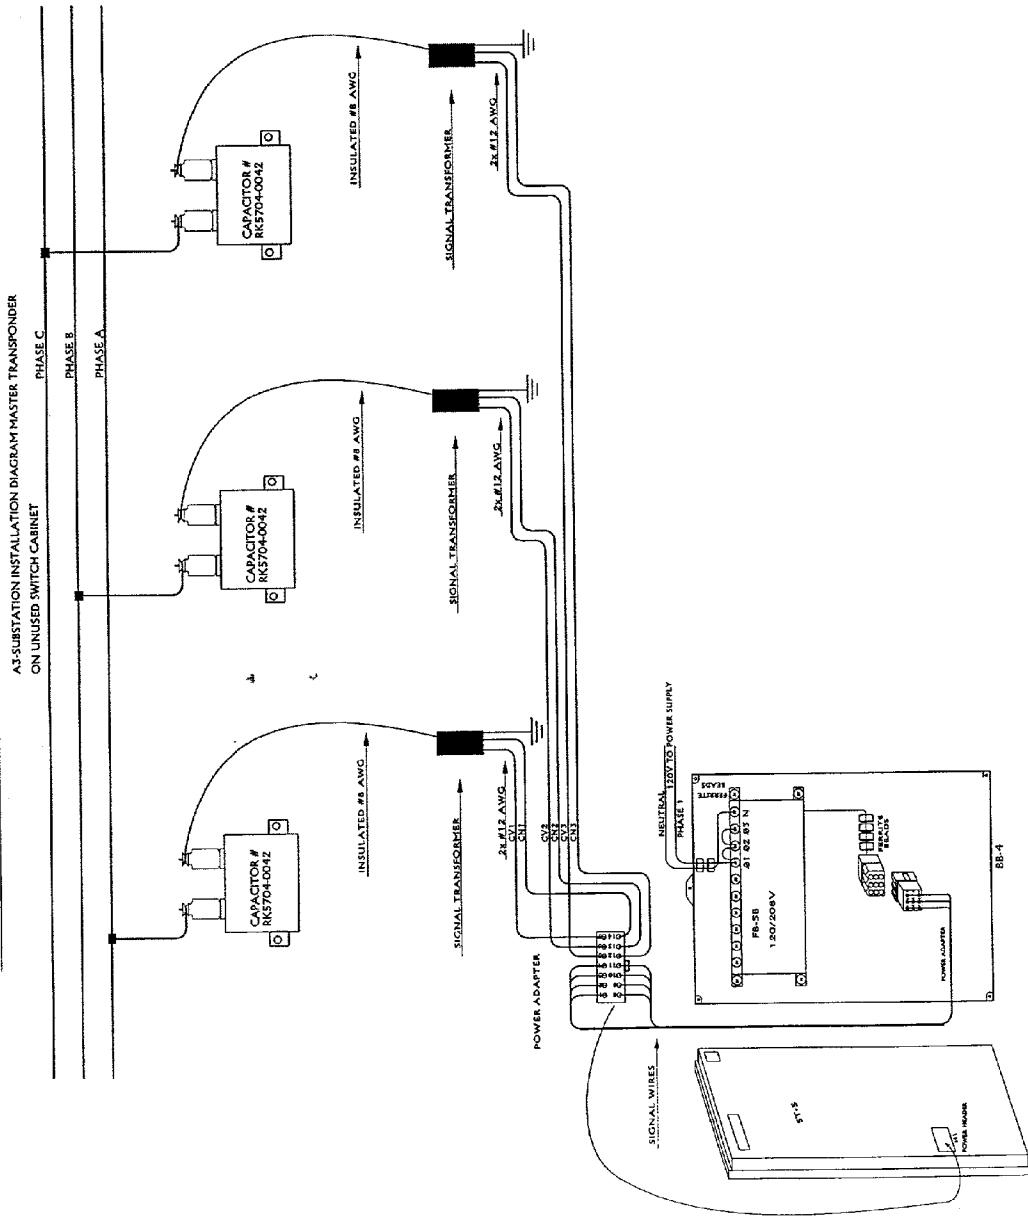 A3-SUBSTATION INSTALLATION DIAGRAM MASTER TRANSPONDER
ON UNUSED SWITCH CABINET
PHASE C
PHASE B
PHASE A
CAPACITOR #
RK5704-0042
INSULATED #8 AWG
SIGNAL TRANSFORMER
2x #12 AWG
CAPACITOR #
RK5704-0042
INSULATED #8 AWG
SIGNAL TRANSFORMER
2x #12 AWG
CAPACITOR #
RK5704-0042
INSULATED #8 AWG
SIGNAL TRANSFORMER
2x #12 AWG
CV1
CN1
CV2
CN2
CV3
CN3
POWER ADAPTER
SIGNAL WIRES
NEUTRAL
120V TO POWER SUPPLY
PHASE 1
FERRITE
BEADS
Ø1 Ø2 Ø3 N
FB-5B
120/208V
FERRITE
BEADS
POWER ADAPTER
BB-4
ST-5
POWER HEADER